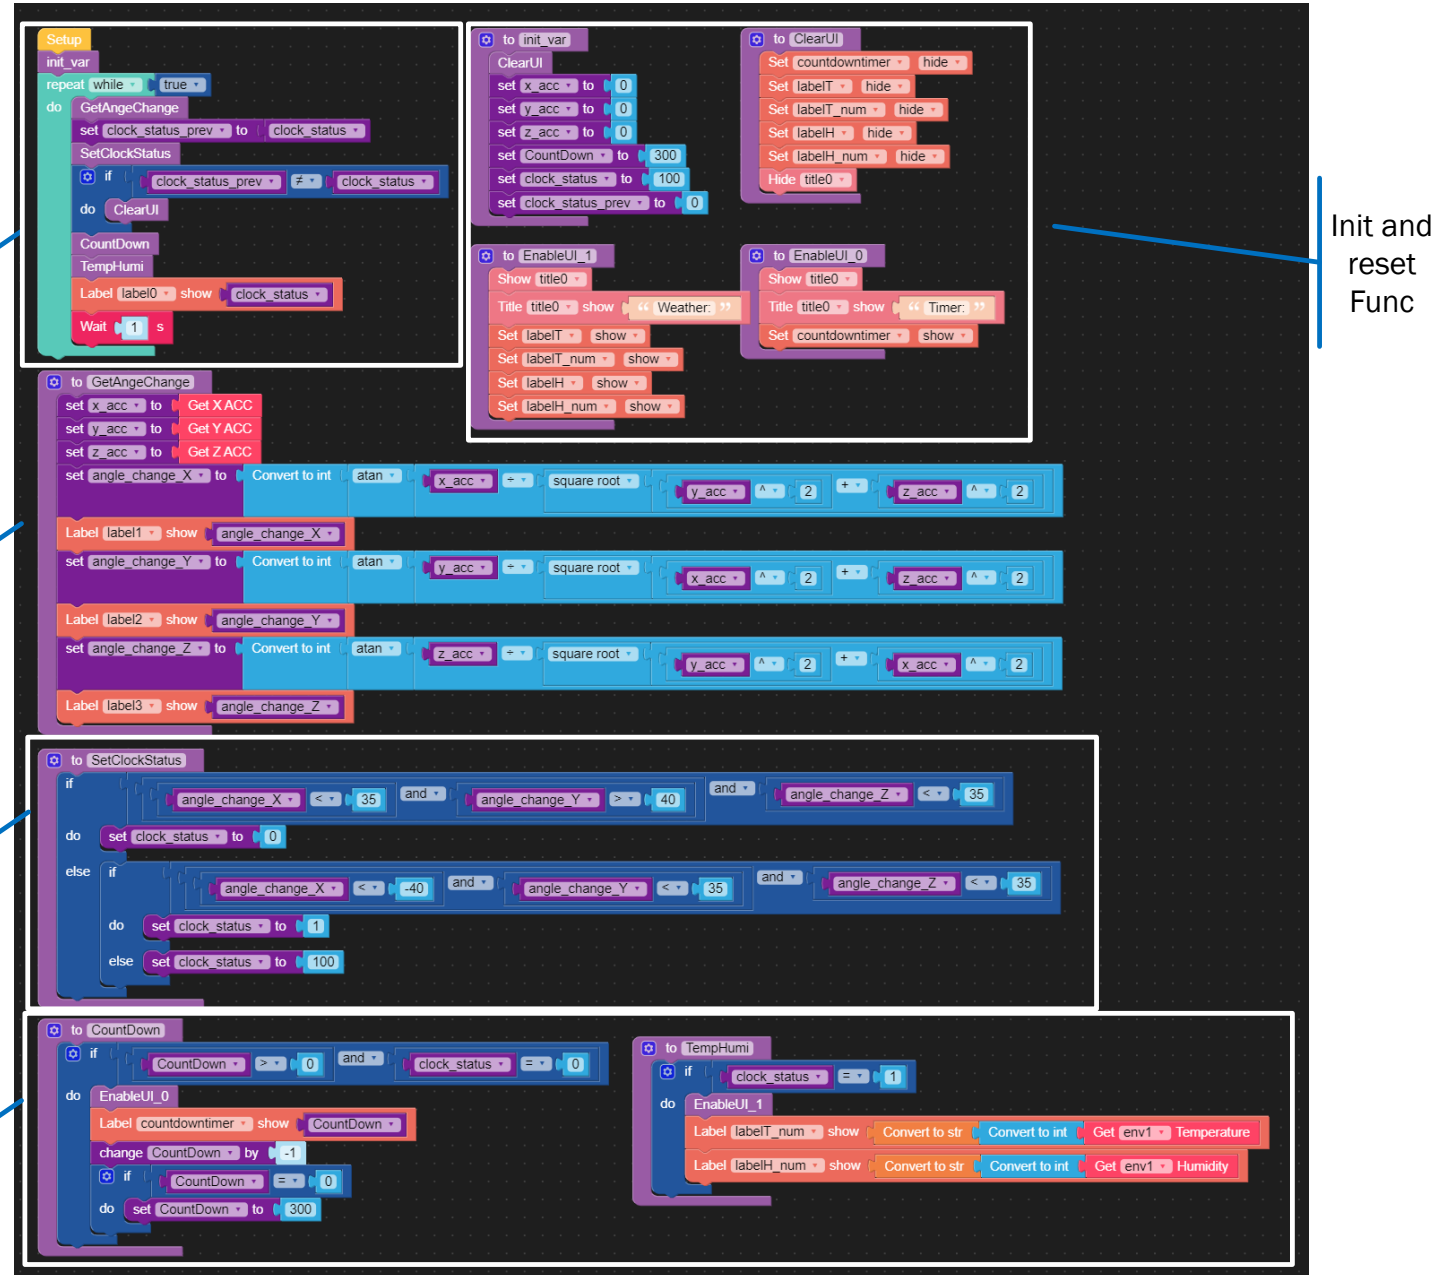 Setup
init_var
repeat while true
do GetAngeChange
set clock_status_prev to clock_status
SetClockStatus
if clock_status_prev ≠ clock_status
do ClearUI
CountDown
TempHumi
Label label0 show clock_status
Wait 1 s
to init_var
ClearUI
set x_acc to 0
set y_acc to 0
set z_acc to 0
set CountDown to 300
set clock_status to 100
set clock_status_prev to 0
to ClearUI
Set countdowntimer hide
Set labelT hide
Set labelT_num hide
Set labelH hide
Set labelH_num hide
Hide title0
to EnableUI_1
Show title0
Title title0 show “ Weather: ”
Set labelT show
Set labelT_num show
Set labelH show
Set labelH_num show
to EnableUI_0
Show title0
Title title0 show “ Timer: ”
Set countdowntimer show
Init and
reset
Func
to GetAngeChange
set x_acc to Get X ACC
set y_acc to Get Y ACC
set z_acc to Get Z ACC
set angle_change_X to Convert to int atan x_acc ÷ square root y_acc ^ 2 + z_acc ^ 2
Label label1 show angle_change_X
set angle_change_Y to Convert to int atan y_acc ÷ square root x_acc ^ 2 + z_acc ^ 2
Label label2 show angle_change_Y
set angle_change_Z to Convert to int atan z_acc ÷ square root y_acc ^ 2 + x_acc ^ 2
Label label3 show angle_change_Z
to SetClockStatus
if angle_change_X < 35 and angle_change_Y > 40 and angle_change_Z < 35
do set clock_status to 0
else if angle_change_X < -40 and angle_change_Y < 35 and angle_change_Z < 35
do set clock_status to 1
else set clock_status to 100
to CountDown
if CountDown > 0 and clock_status = 0
do EnableUI_0
Label countdowntimer show CountDown
change CountDown by -1
if CountDown = 0
do set CountDown to 300
to TempHumi
if clock_status = 1
do EnableUI_1
Label labelT_num show Convert to str Convert to int Get env1 Temperature
Label labelH_num show Convert to str Convert to int Get env1 Humidity